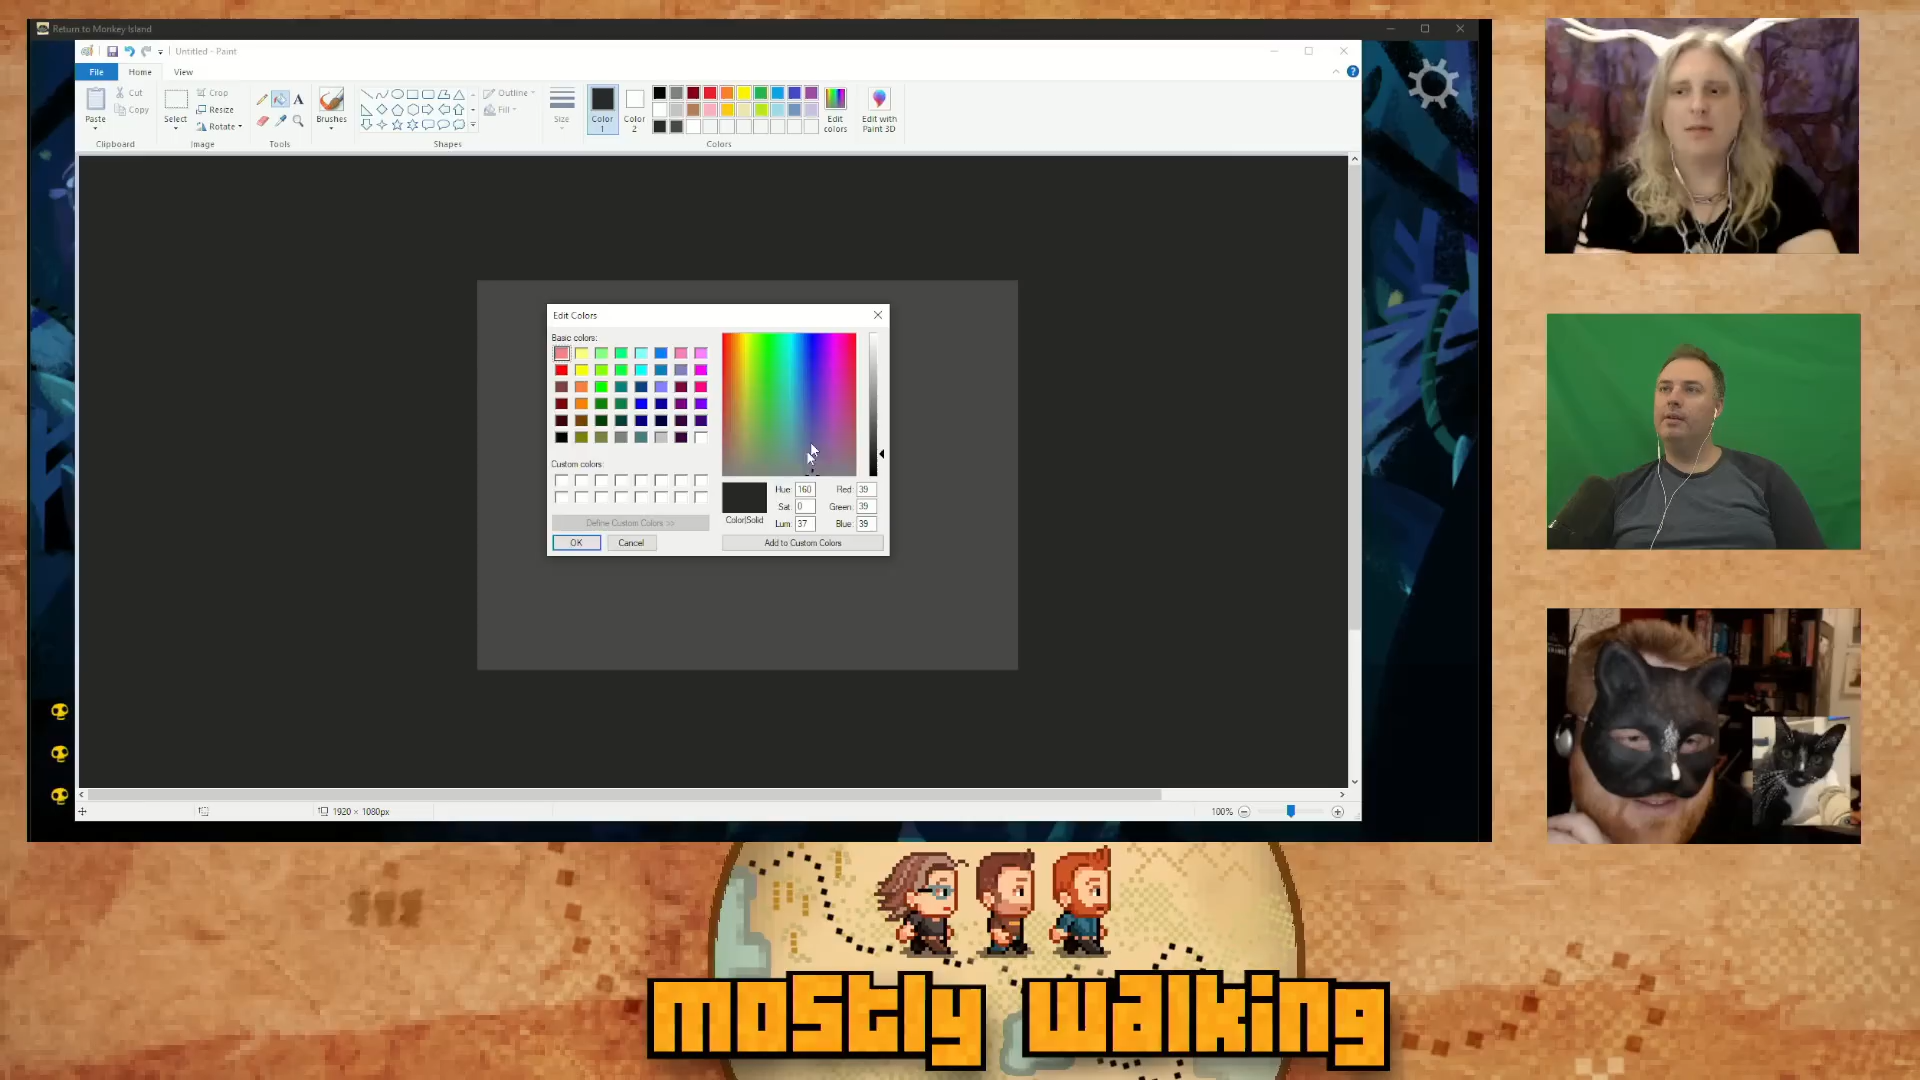 Return to Monkey Island
Untitled - Paint
File Home View
Paste
Cut
Copy
Clipboard
Select
Crop
Resize
Rotate
Image
Tools
Brushes
Shapes
Outline
Fill
Size
Color 1
Color 2
Colors
Edit colors
Edit with Paint 3D
Edit Colors
Basic colors:
Custom colors:
Define Custom Colors >>
OK Cancel
Color|Solid
Hue: 160 Red: 39
Sat: 0 Green: 39
Lum: 37 Blue: 39
Add to Custom Colors
1920 × 1080px
100%
mostly walking